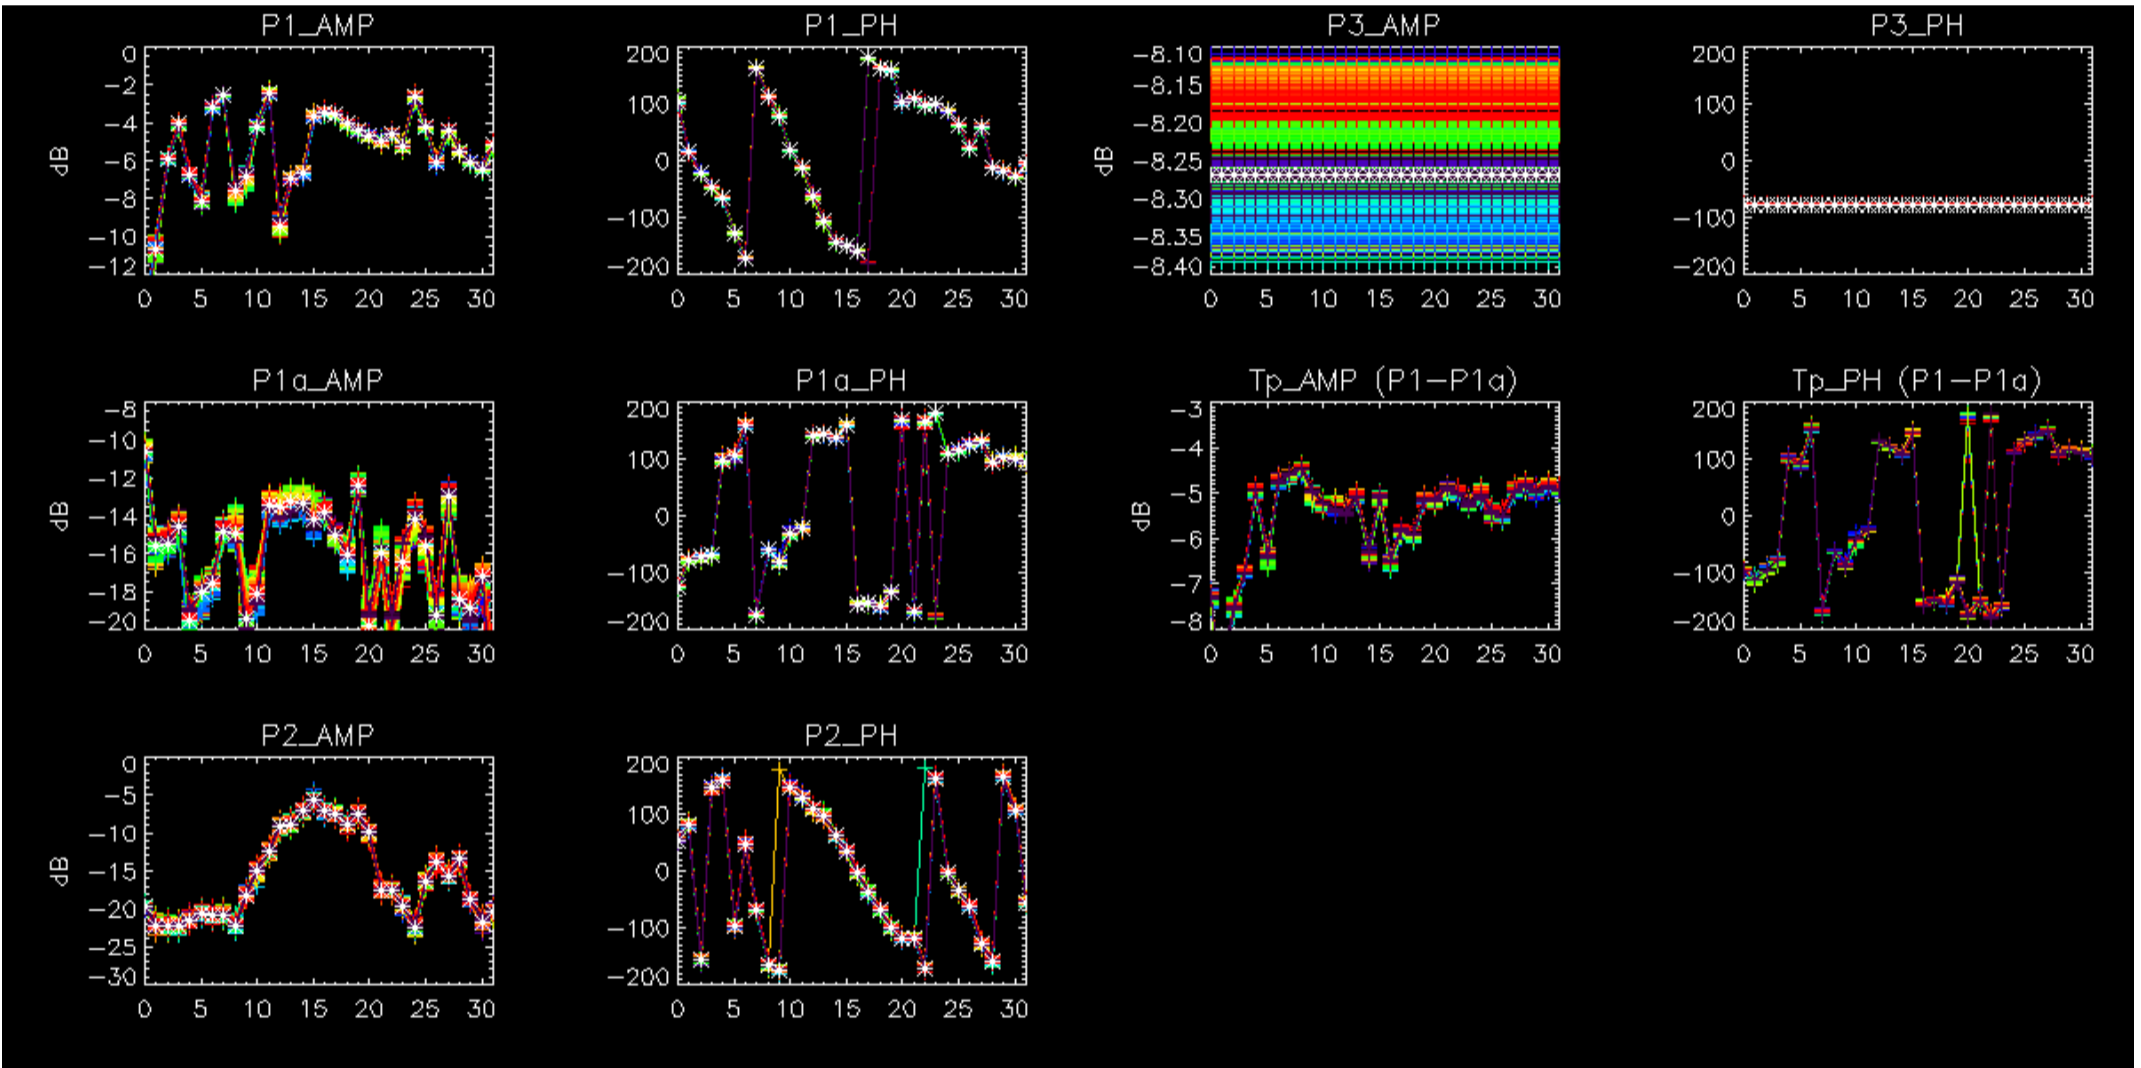 P1_AMP
P1_PH
P3_AMP
P3_PH
dB
0
−2
−4
−6
−8
−10
−12
0 5 10 15 20 25 30
200
100
0
−100
−200
0 5 10 15 20 25 30
dB
−8.10
−8.15
−8.20
−8.25
−8.30
−8.35
−8.40
0 5 10 15 20 25 30
200
100
0
−100
−200
0 5 10 15 20 25 30
P1a_AMP
P1a_PH
Tp_AMP (P1−P1a)
Tp_PH (P1−P1a)
dB
−8
−10
−12
−14
−16
−18
−20
0 5 10 15 20 25 30
200
100
0
−100
−200
0 5 10 15 20 25 30
dB
−3
−4
−5
−6
−7
−8
0 5 10 15 20 25 30
200
100
0
−100
−200
0 5 10 15 20 25 30
P2_AMP
P2_PH
dB
0
−5
−10
−15
−20
−25
−30
0 5 10 15 20 25 30
200
100
0
−100
−200
0 5 10 15 20 25 30